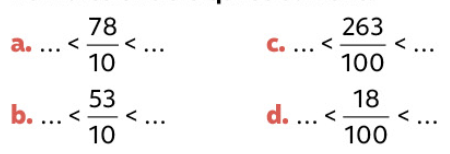 a. ... < 78/10 < ...
c. ... < 263/100 < ...
b. ... < 53/10 < ...
d. ... < 18/100 < ...